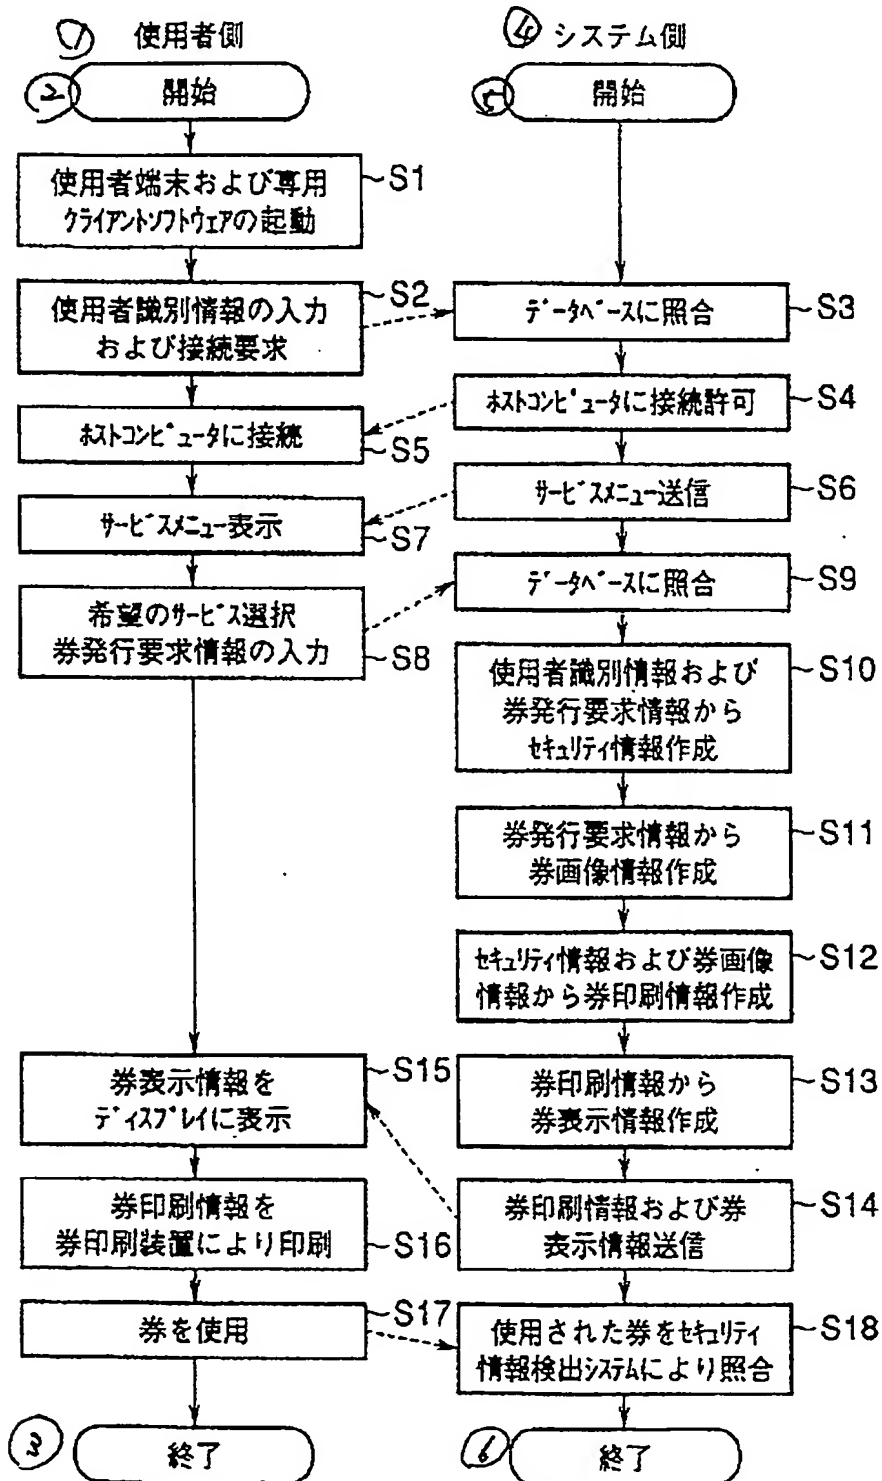 ① 使用者側
② 開始
使用者端末および専用
クライアントソフトウェアの起動
~S1
使用者識別情報の入力
および接続要求
S2
ホストコンピュータに接続
~S5
サービスメニュー表示
~S7
希望のサービス選択
券発行要求情報の入力
~S8
券表示情報を
ディスプレイに表示
~S15
券印刷情報を
券印刷装置により印刷
~S16
券を使用
S17
③ 終了
④ システム側
⑤ 開始
データベースに照合
~S3
ホストコンピュータに接続許可
~S4
サービスメニュー送信
~S6
データベースに照合
~S9
使用者識別情報および
券発行要求情報から
セキュリティ情報作成
~S10
券発行要求情報から
券画像情報作成
~S11
セキュリティ情報および券画像
情報から券印刷情報作成
~S12
券印刷情報から
券表示情報作成
~S13
券印刷情報および券
表示情報送信
~S14
使用された券をセキュリティ
情報検出システムにより照合
~S18
⑥ 終了